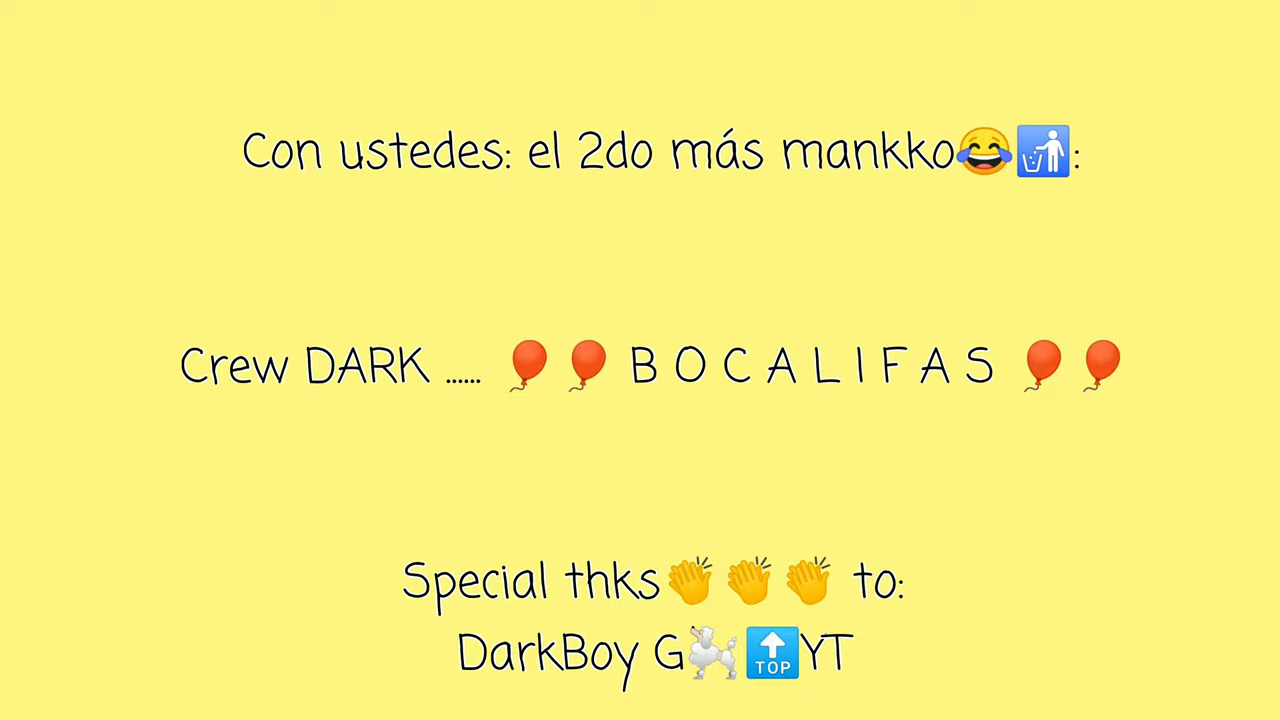 Con ustedes: el 2do más mankko😂🚮:
Crew DARK ...... 🎈🎈 B O C A L I F A S 🎈🎈
Special thks👏👏👏 to:
DarkBoy G🐩🔝YT